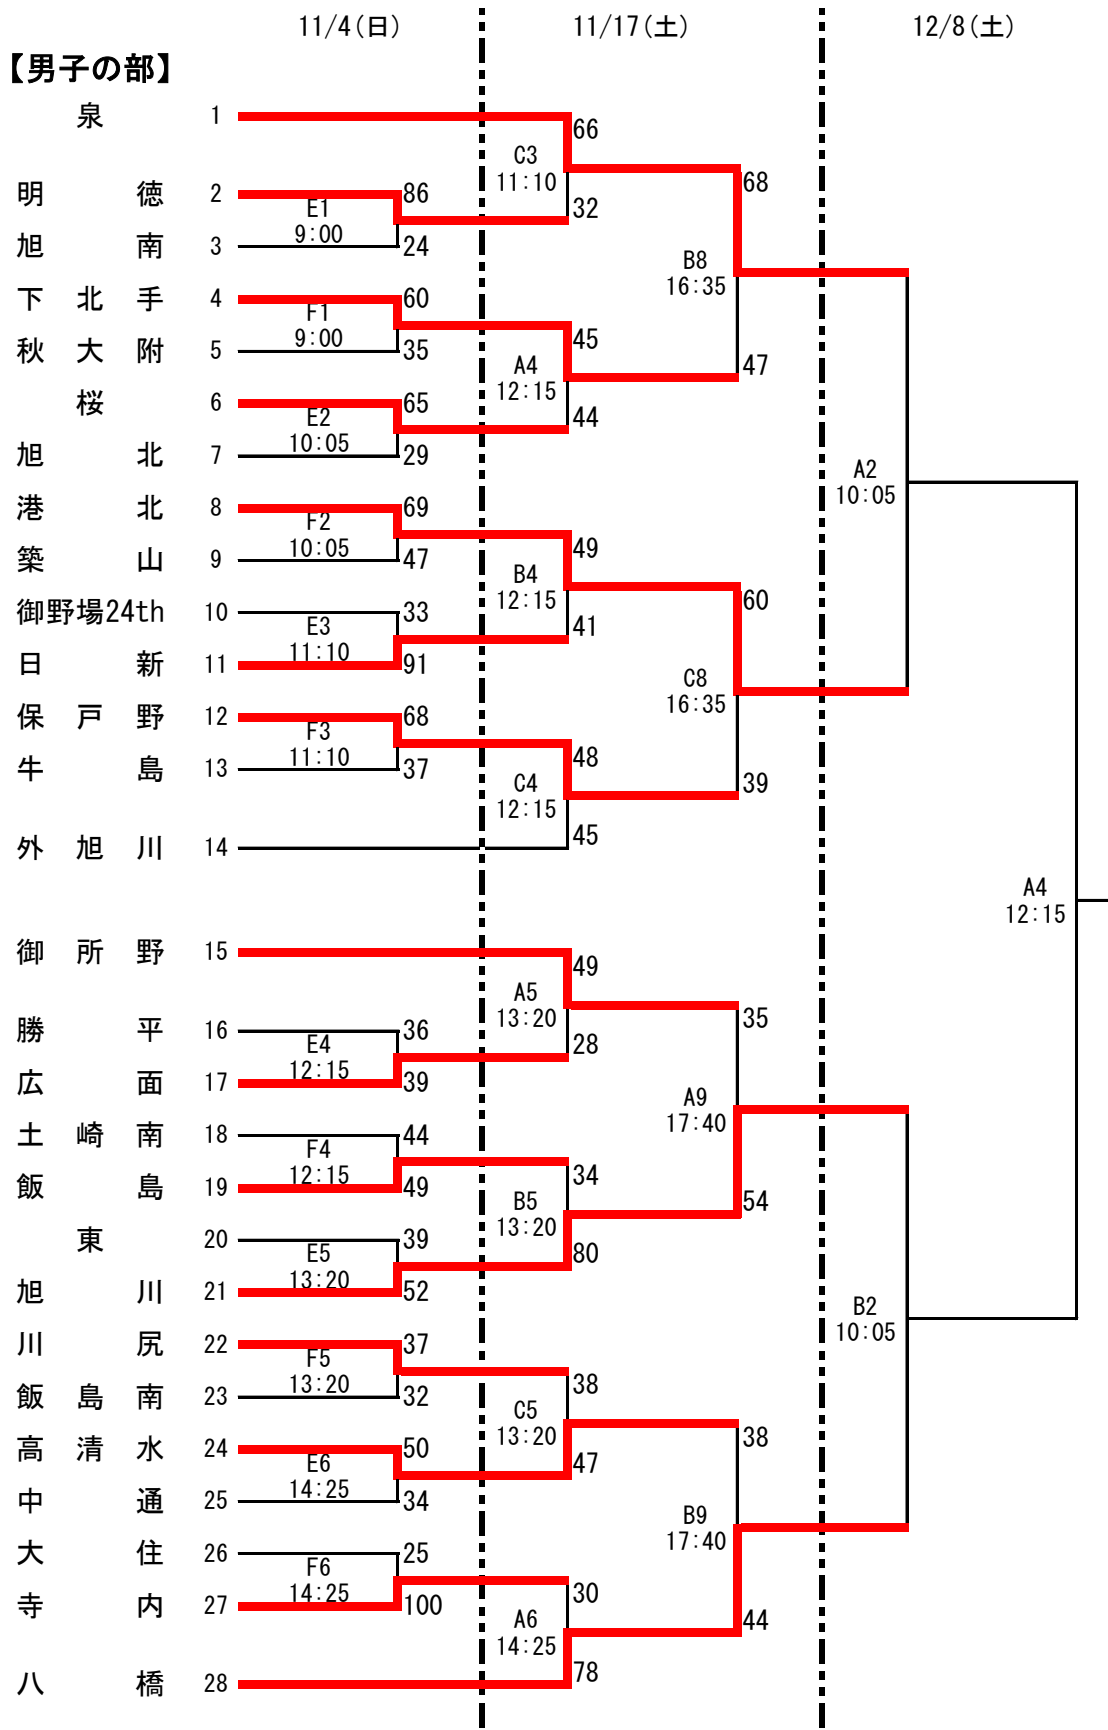 11/4(日) 11/17(土) 12/8(土)
【男子の部】
泉 1
66
C3
11:10
68
明徳 2 86
E1
9:00
32
旭南 3 24
B8
16:35
下北手 4 60
F1
9:00
45
秋大附 5 35
A4
12:15
47
桜 6 65
E2
10:05
44
旭北 7 29
A2
10:05
港北 8 69
F2
10:05
49
築山 9 47
B4
12:15
60
御野場24th 10 33
E3
11:10
41
日新 11 91
C8
16:35
保戸野 12 68
F3
11:10
48
牛島 13 37
C4
12:15
39
45
外旭川 14
A4
12:15
御所野 15
49
A5
13:20
35
勝平 16 36
E4
12:15
28
広面 17 39
A9
17:40
土崎南 18 44
F4
12:15
34
飯島 19 49
B5
13:20
54
東 20 39
E5
13:20
80
旭川 21 52
B2
10:05
川尻 22 37
F5
13:20
38
飯島南 23 32
C5
13:20
38
高清水 24 50
E6
14:25
47
中通 25 34
B9
17:40
大住 26 25
F6
14:25
30
寺内 27 100
A6
14:25
44
78
八橋 28